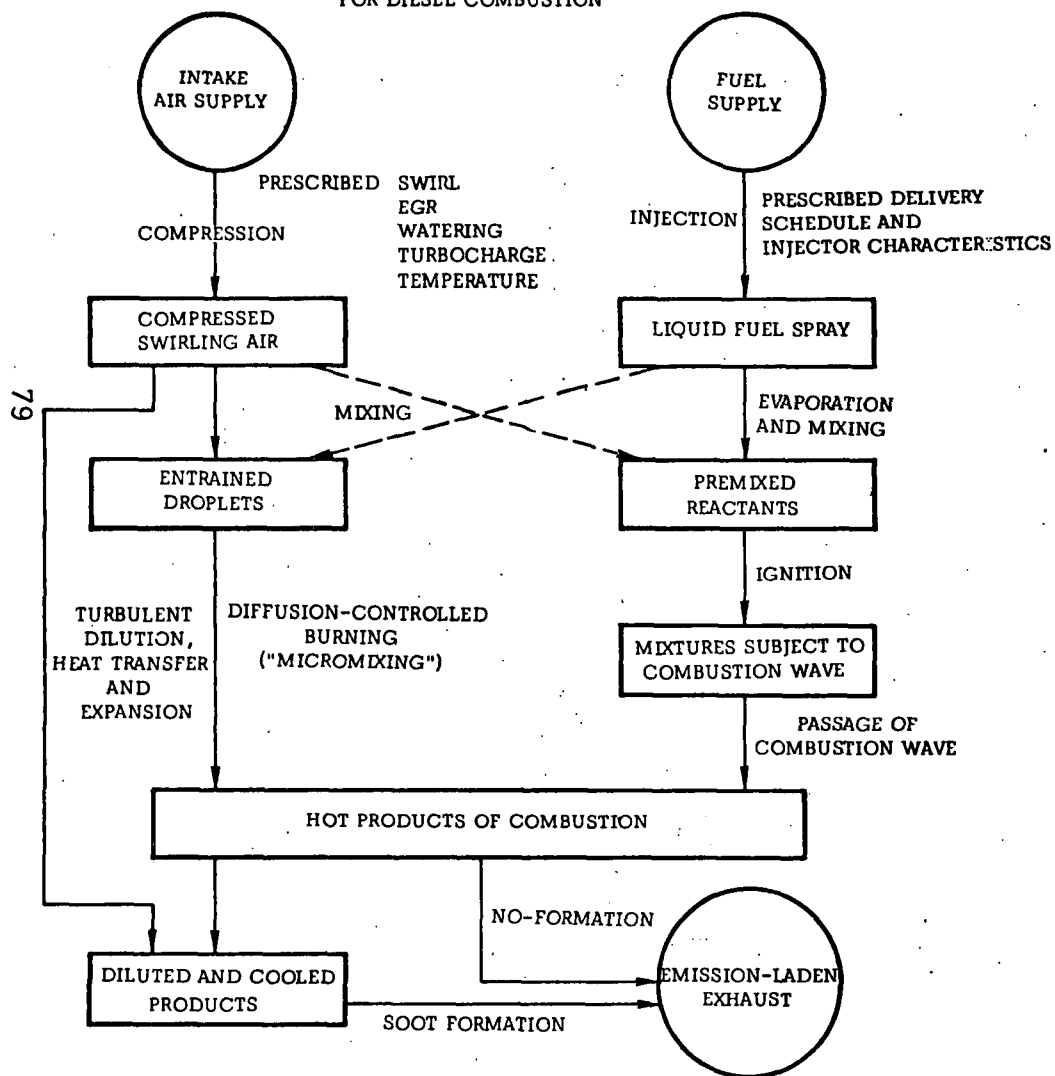 FOR DIESEL COMBUSTION
INTAKE
AIR SUPPLY
FUEL
SUPPLY
PRESCRIBED SWIRL
EGR
WATERING
TURBOCHARGE
TEMPERATURE
COMPRESSION
INJECTION
PRESCRIBED DELIVERY
SCHEDULE AND
INJECTOR CHARACTERISTICS
COMPRESSED
SWIRLING AIR
LIQUID FUEL SPRAY
79
MIXING
EVAPORATION
AND MIXING
ENTRAINED
DROPLETS
PREMIXED
REACTANTS
IGNITION
TURBULENT
DILUTION,
HEAT TRANSFER
AND
EXPANSION
DIFFUSION-CONTROLLED
BURNING
("MICROMIXING")
MIXTURES SUBJECT TO
COMBUSTION WAVE
PASSAGE OF
COMBUSTION WAVE
HOT PRODUCTS OF COMBUSTION
NO-FORMATION
DILUTED AND COOLED
PRODUCTS
SOOT FORMATION
EMISSION-LADEN
EXHAUST